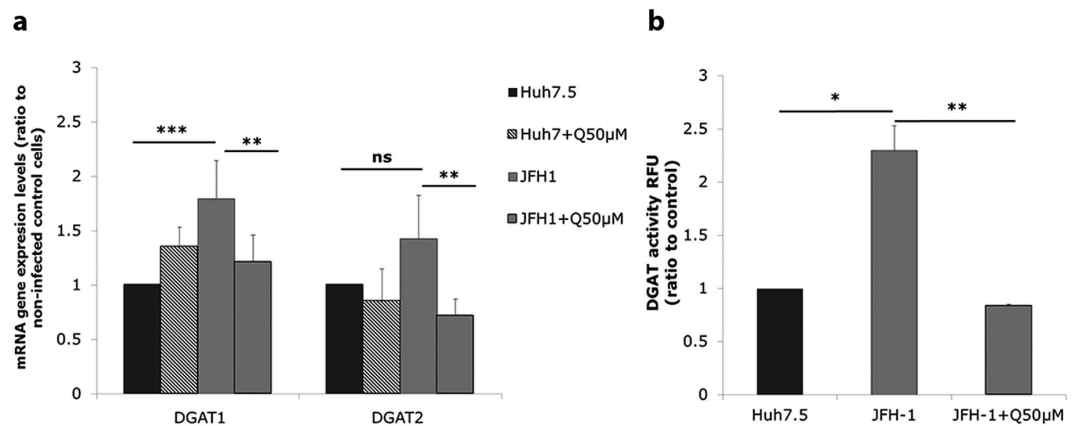 a
mRNA gene expresion levels (ratio to
non-infected control cells)
3
2.5
2
1.5
1
0.5
0
***
**
ns
**
DGAT1
DGAT2
Huh7.5
Huh7+Q50µM
JFH1
JFH1+Q50µM
b
DGAT activity RFU
(ratio to control)
3
2.5
2
1.5
1
0.5
0
*
**
Huh7.5
JFH-1
JFH-1+Q50µM